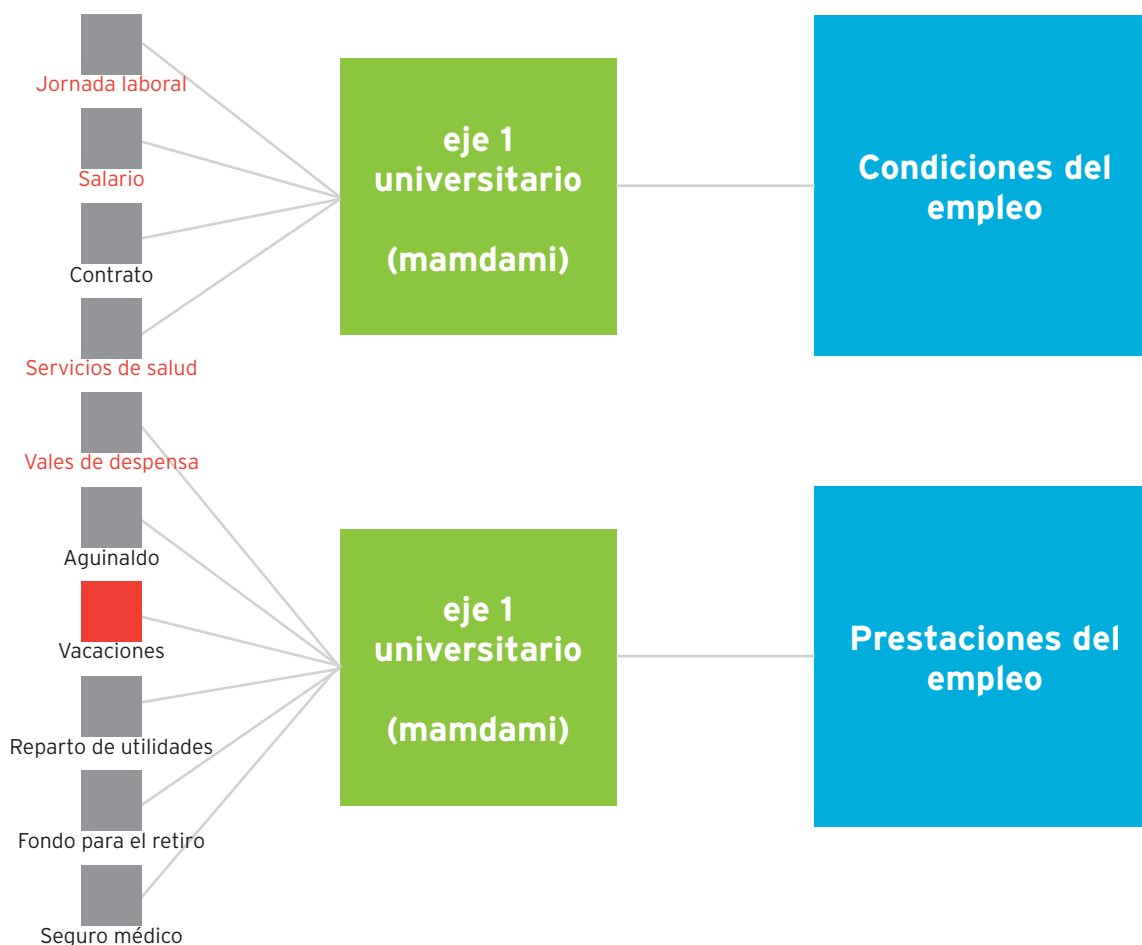 Jornada laboral
Salario
Contrato
Servicios de salud
Vales de despensa
Aguinaldo
Vacaciones
Reparto de utilidades
Fondo para el retiro
Seguro médico
eje 1
universitario
(mamdami)
eje 1
universitario
(mamdami)
Condiciones del
empleo
Prestaciones del
empleo